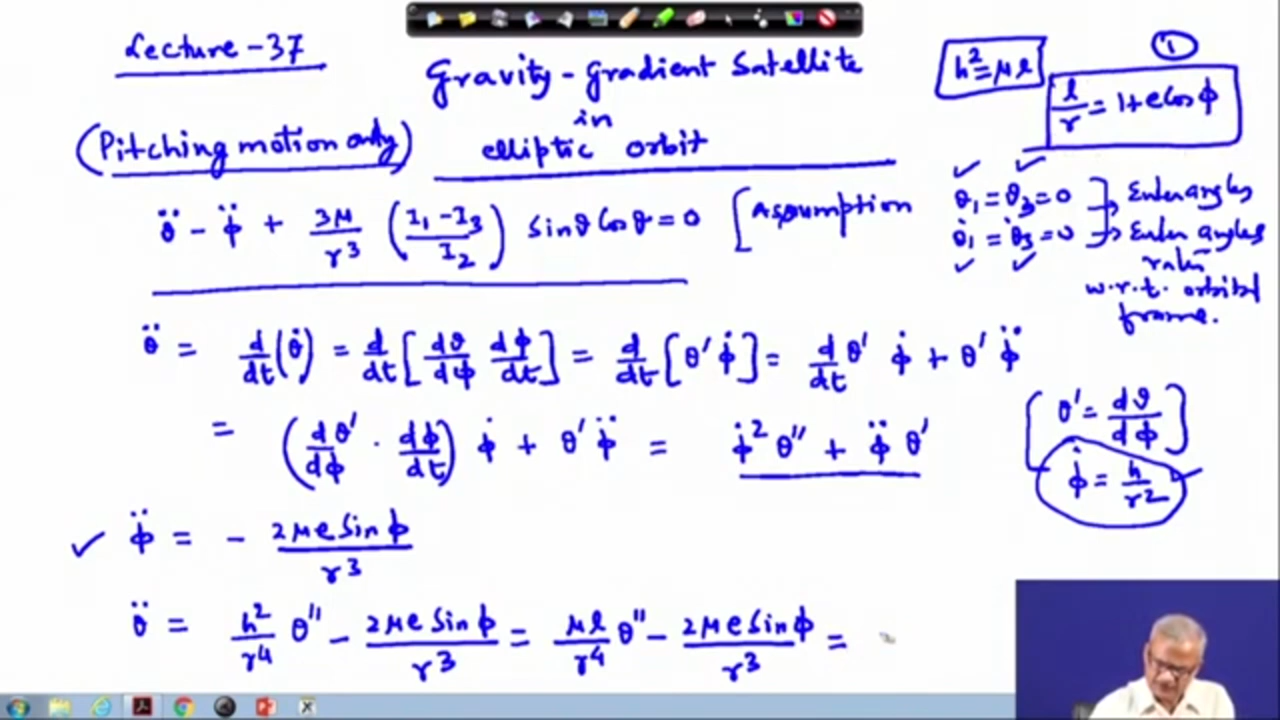 Lecture-37
Gravity-Gradient Satellite
in
elliptic orbit
(Pitching motion only)
h² = μl
①
l/r = 1+e cos ϕ
θ̈ - ϕ̈ + 3μ/r³ ((I₁ - I₃)/I₂) sinθ cosθ = 0 [Assumption
θ₁ = θ₃ = 0 ] → Euler angles
θ̇₁ = θ̇₃ = 0 ] → Euler angles
rates
w.r.t. orbital
frame.
θ̈ = d/dt(θ̇) = d/dt[dθ/dϕ dϕ/dt] = d/dt[θ′ϕ̇] = d/dt θ′ ϕ̇ + θ′ϕ̈
= (dθ′/dϕ · dϕ/dt) ϕ̇ + θ′ϕ̈ = ϕ̇²θ″ + ϕ̈θ′
[θ′ = dθ/dϕ]
ϕ̇ = h/r²
✓ ϕ̈ = - 2μe sinϕ/r³
θ̈ = h²/r⁴ θ″ - 2μe sinϕ/r³ = μl/r⁴ θ″ - 2μe sinϕ/r³ =